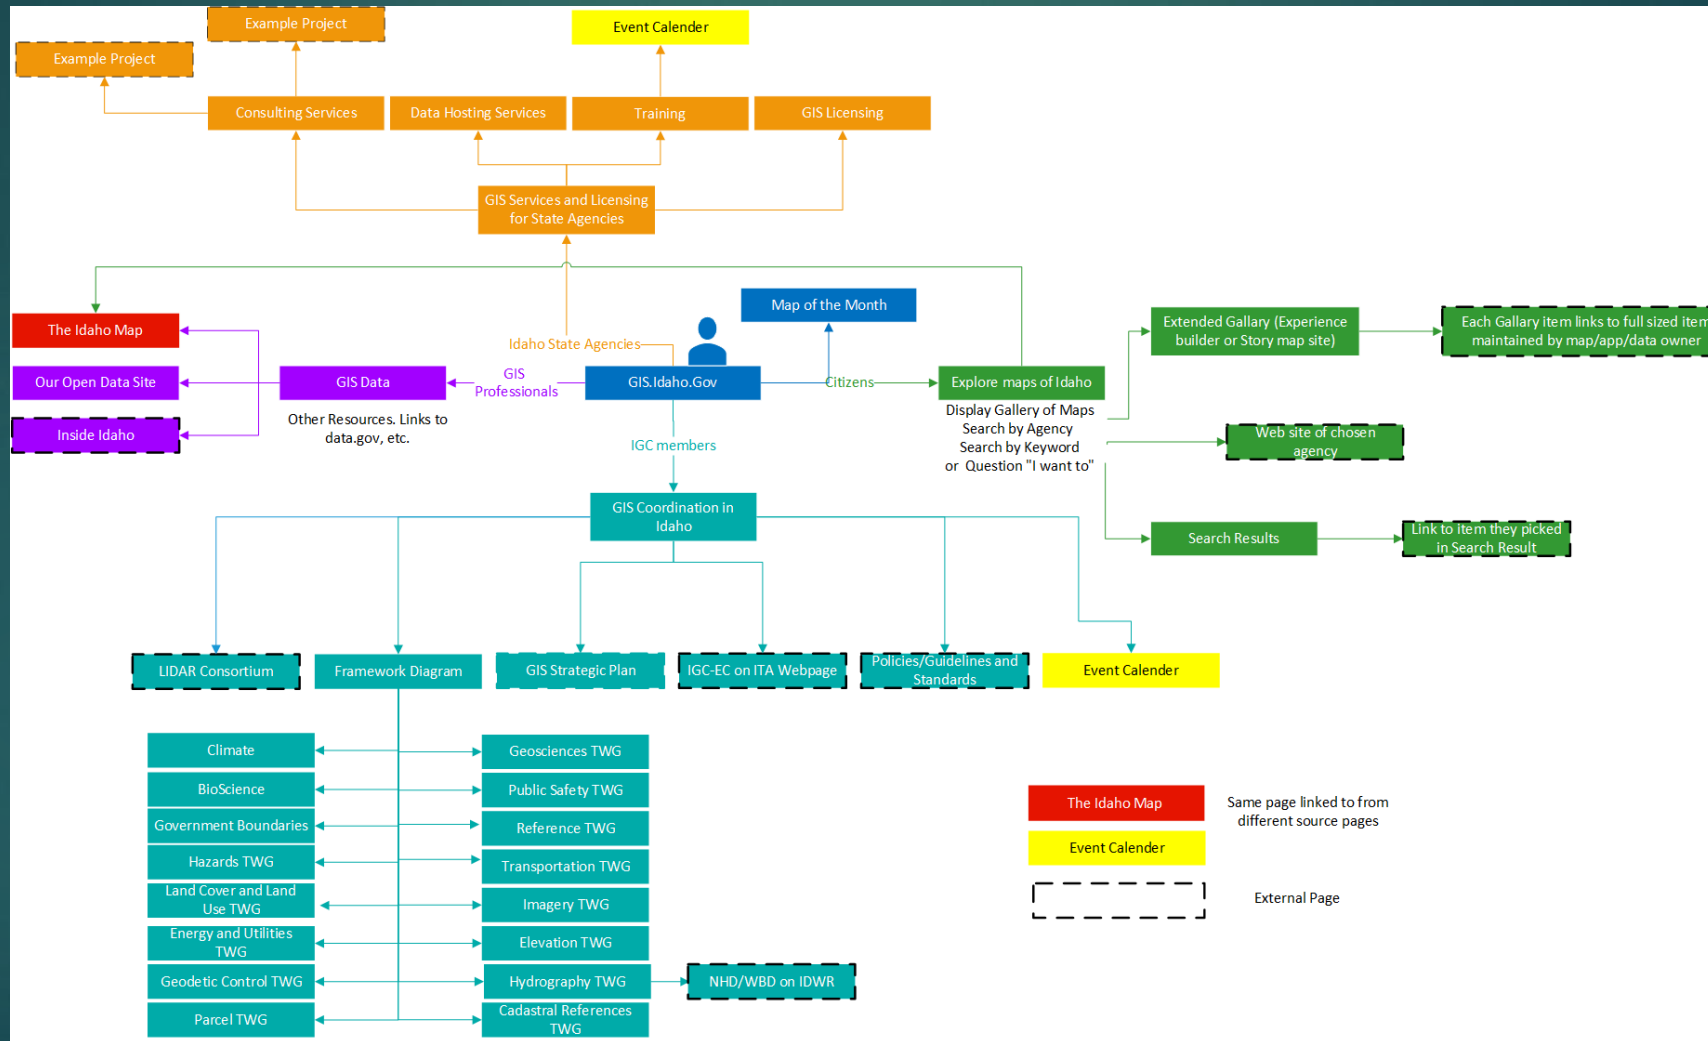 Example Project
Example Project
Event Calender
Consulting Services
Data Hosting Services
Training
GIS Licensing
GIS Services and Licensing
for State Agencies
The Idaho Map
Our Open Data Site
Inside Idaho
GIS Data
Other Resources. Links to
data.gov, etc.
GIS
Professionals
Idaho State Agencies
GIS.Idaho.Gov
Map of the Month
Citizens
IGC members
Explore maps of Idaho
Display Gallery of Maps
Search by Agency
Search by Keyword
or Question "I want to"
Extended Gallary (Experience
builder or Story map site)
Each Gallary item links to full sized item
maintained by map/app/data owner
Web site of chosen
agency
Search Results
Link to item they picked
in Search Result
GIS Coordination in
Idaho
LIDAR Consortium
Framework Diagram
GIS Strategic Plan
IGC-EC on ITA Webpage
Policies/Guidelines and
Standards
Event Calender
Climate
Geosciences TWG
BioScience
Public Safety TWG
Government Boundaries
Reference TWG
Hazards TWG
Transportation TWG
Land Cover and Land
Use TWG
Imagery TWG
Energy and Utilities
TWG
Elevation TWG
Geodetic Control TWG
Hydrography TWG
NHD/WBD on IDWR
Parcel TWG
Cadastral References
TWG
The Idaho Map
Same page linked to from
different source pages
Event Calender
External Page